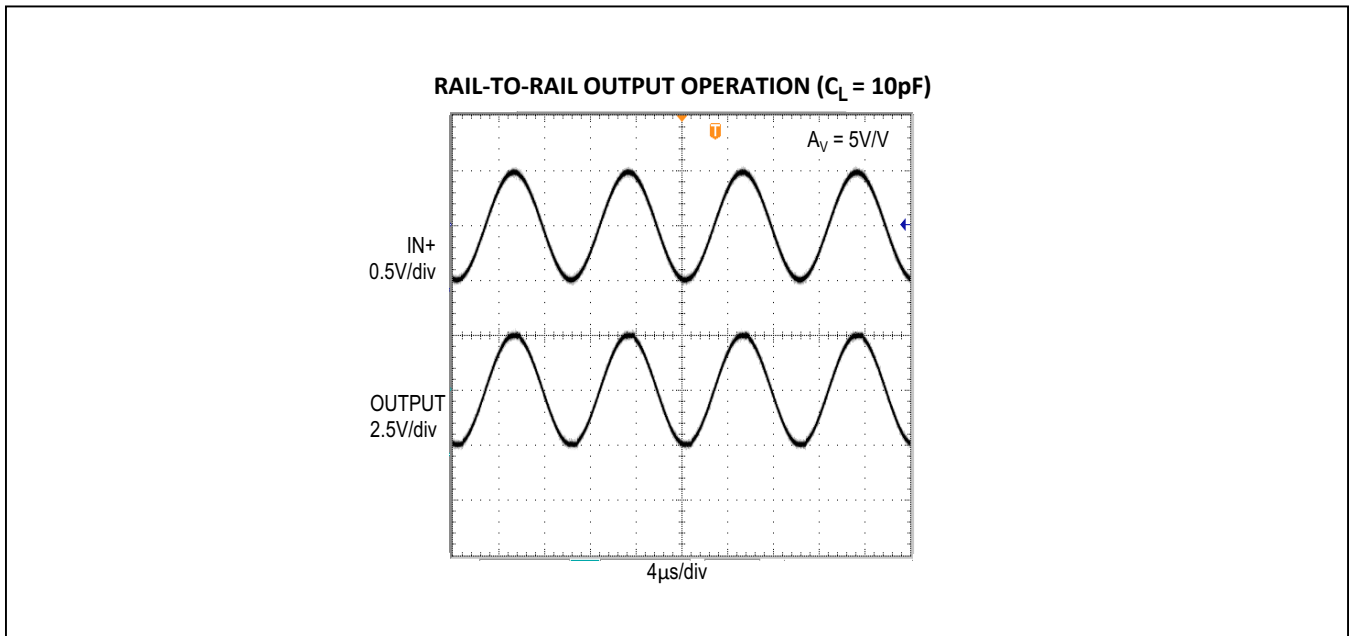 RAIL-TO-RAIL OUTPUT OPERATION (CL = 10pF)
T
AV = 5V/V
IN+
0.5V/div
OUTPUT
2.5V/div
4µs/div